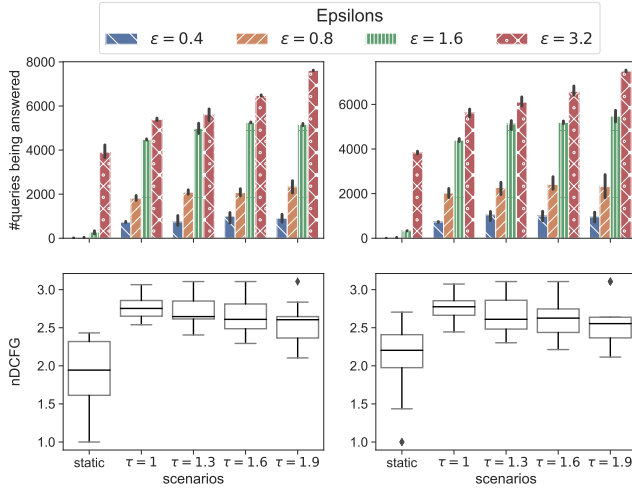 Epsilons
ε = 0.4 ε = 0.8 ε = 1.6 ε = 3.2
#queries being answered
8000
6000
4000
2000
0
6000
4000
2000
0
nDCFG
3.0
2.5
2.0
1.5
1.0
3.0
2.5
2.0
1.5
1.0
static τ = 1 τ = 1.3 τ = 1.6 τ = 1.9
scenarios
static τ = 1 τ = 1.3 τ = 1.6 τ = 1.9
scenarios